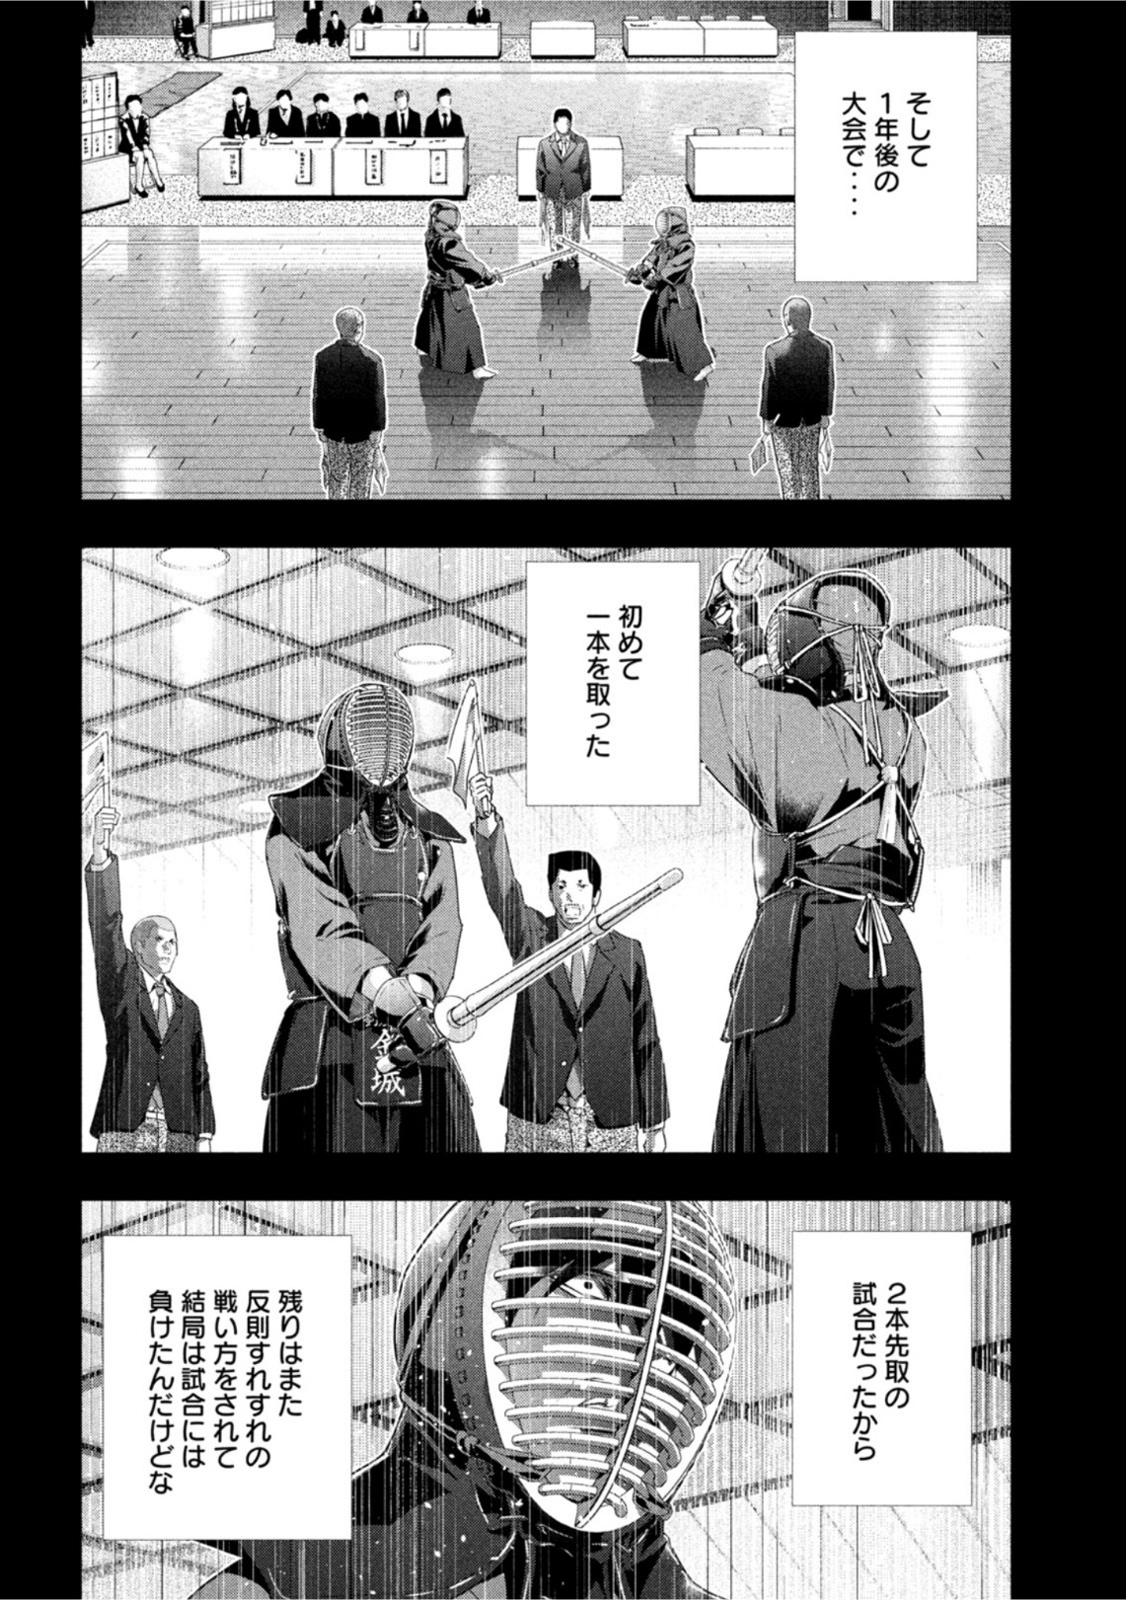 そして
1年後の
大会で････
初めて
一本を取った
金城
2本先取の
試合だったから
残りはまた
反則すれすれの
戦い方をされて
結局は試合には
負けたんだけどな